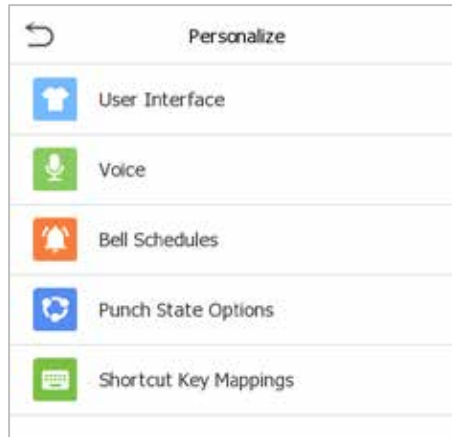 Personalize
User Interface
Voice
Bell Schedules
Punch State Options
Shortcut Key Mappings